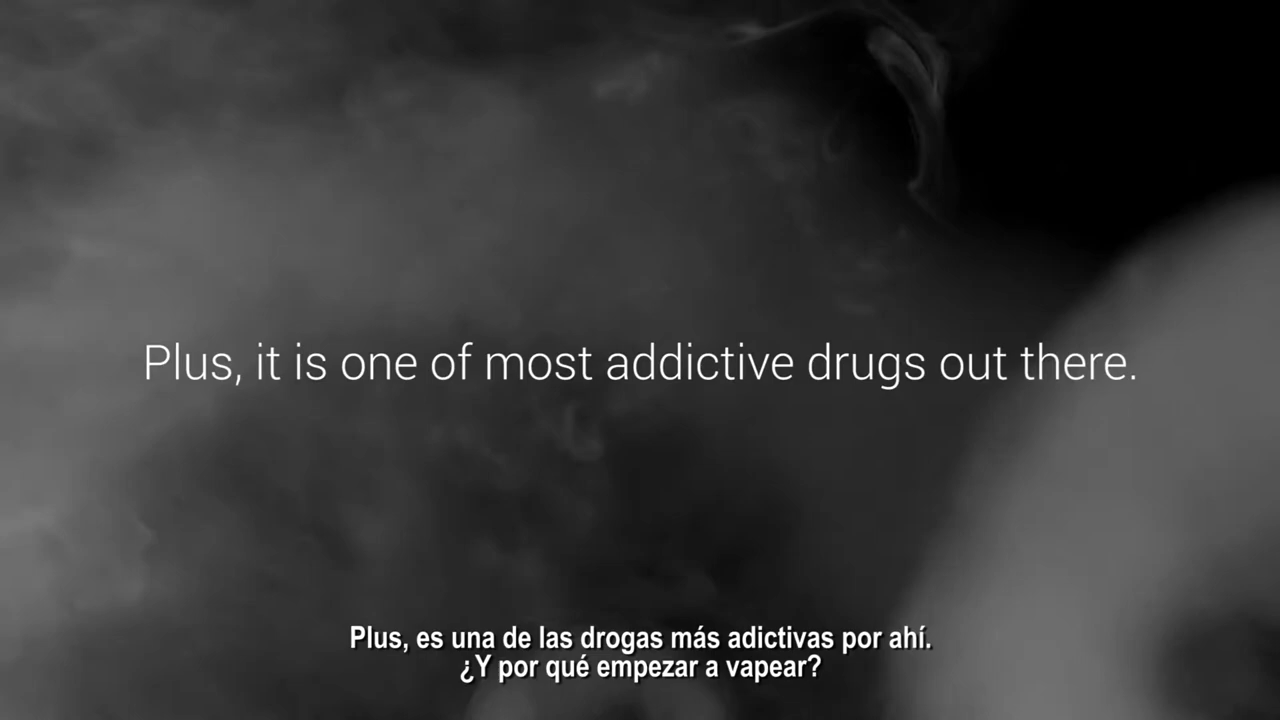 Plus, it is one of most addictive drugs out there.
Plus, es una de las drogas más adictivas por ahí.
¿Y por qué empezar a vapear?